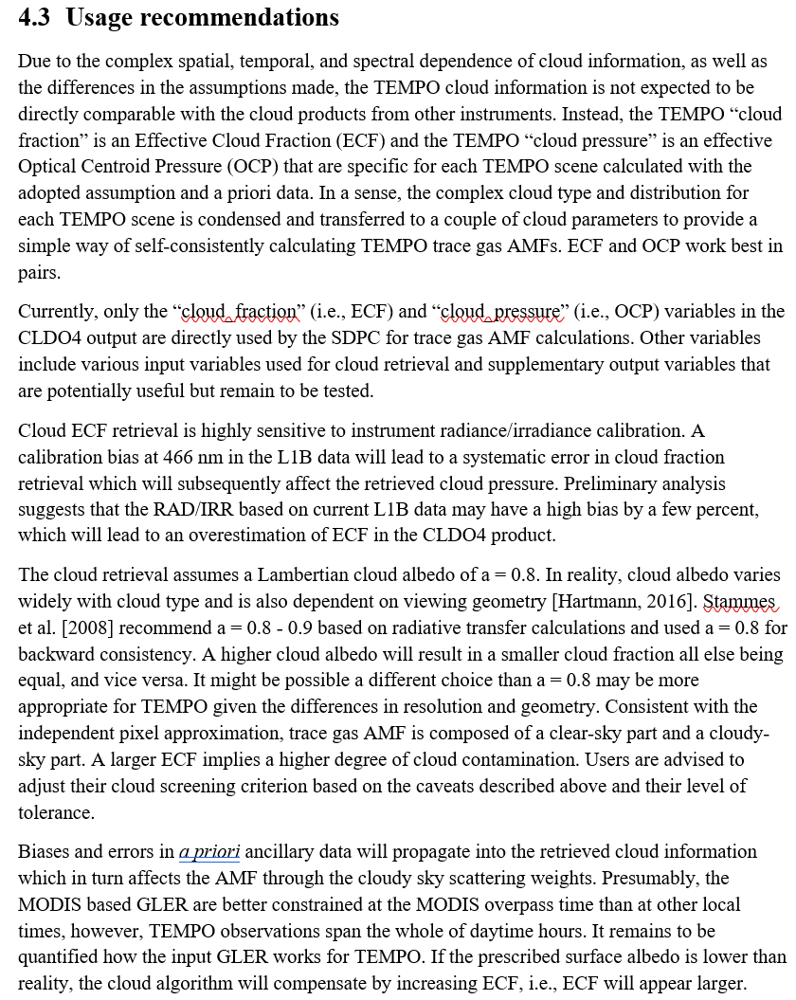 4.3 Usage recommendations
Due to the complex spatial, temporal, and spectral dependence of cloud information, as well as
the differences in the assumptions made, the TEMPO cloud information is not expected to be
directly comparable with the cloud products from other instruments. Instead, the TEMPO “cloud
fraction” is an Effective Cloud Fraction (ECF) and the TEMPO “cloud pressure” is an effective
Optical Centroid Pressure (OCP) that are specific for each TEMPO scene calculated with the
adopted assumption and a priori data. In a sense, the complex cloud type and distribution for
each TEMPO scene is condensed and transferred to a couple of cloud parameters to provide a
simple way of self-consistently calculating TEMPO trace gas AMFs. ECF and OCP work best in
pairs.
Currently, only the “cloud_fraction” (i.e., ECF) and “cloud_pressure” (i.e., OCP) variables in the
CLDO4 output are directly used by the SDPC for trace gas AMF calculations. Other variables
include various input variables used for cloud retrieval and supplementary output variables that
are potentially useful but remain to be tested.
Cloud ECF retrieval is highly sensitive to instrument radiance/irradiance calibration. A
calibration bias at 466 nm in the L1B data will lead to a systematic error in cloud fraction
retrieval which will subsequently affect the retrieved cloud pressure. Preliminary analysis
suggests that the RAD/IRR based on current L1B data may have a high bias by a few percent,
which will lead to an overestimation of ECF in the CLDO4 product.
The cloud retrieval assumes a Lambertian cloud albedo of a = 0.8. In reality, cloud albedo varies
widely with cloud type and is also dependent on viewing geometry [Hartmann, 2016]. Stammes
et al. [2008] recommend a = 0.8 - 0.9 based on radiative transfer calculations and used a = 0.8 for
backward consistency. A higher cloud albedo will result in a smaller cloud fraction all else being
equal, and vice versa. It might be possible a different choice than a = 0.8 may be more
appropriate for TEMPO given the differences in resolution and geometry. Consistent with the
independent pixel approximation, trace gas AMF is composed of a clear-sky part and a cloudy-
sky part. A larger ECF implies a higher degree of cloud contamination. Users are advised to
adjust their cloud screening criterion based on the caveats described above and their level of
tolerance.
Biases and errors in a priori ancillary data will propagate into the retrieved cloud information
which in turn affects the AMF through the cloudy sky scattering weights. Presumably, the
MODIS based GLER are better constrained at the MODIS overpass time than at other local
times, however, TEMPO observations span the whole of daytime hours. It remains to be
quantified how the input GLER works for TEMPO. If the prescribed surface albedo is lower than
reality, the cloud algorithm will compensate by increasing ECF, i.e., ECF will appear larger.